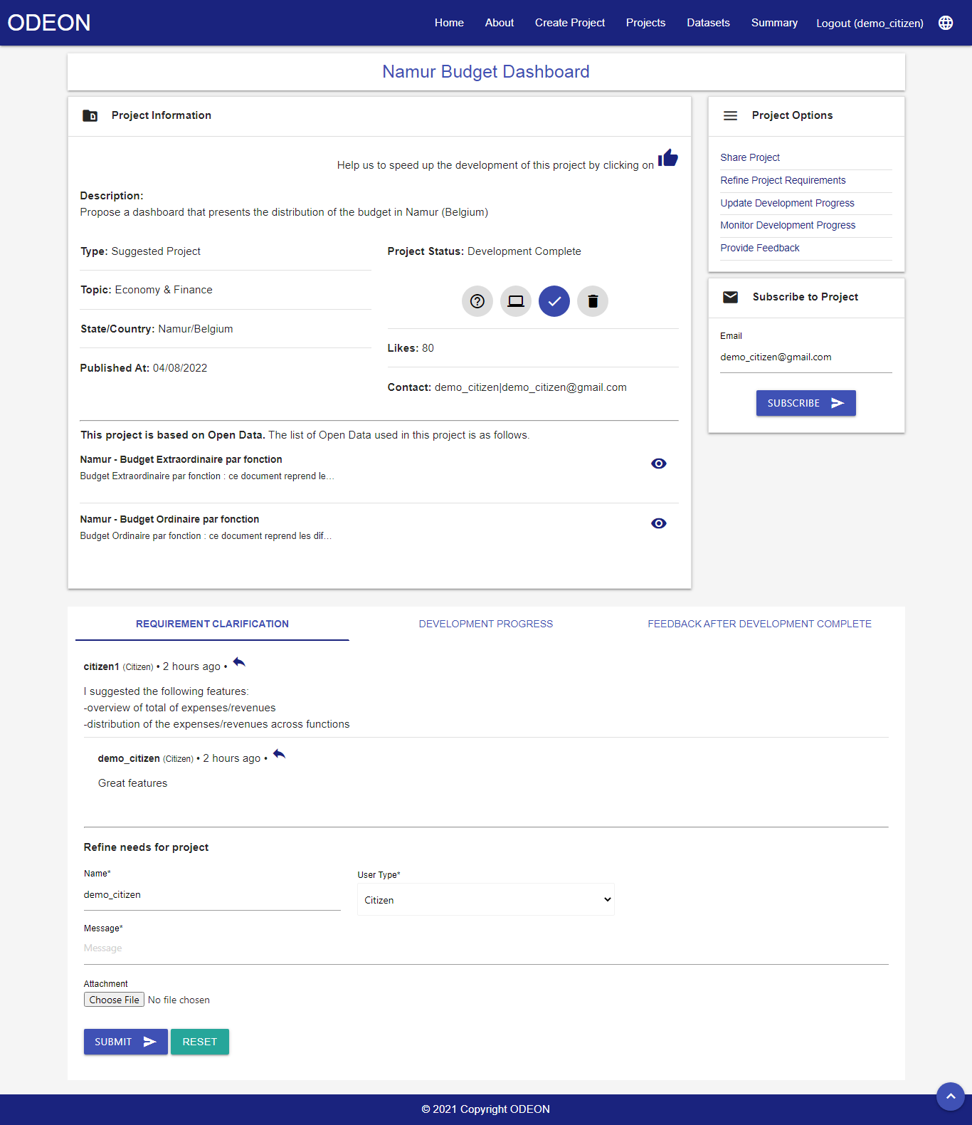 ODEON
Home About Create Project Projects Datasets Summary Logout (demo_citizen)
Namur Budget Dashboard
Project Information
Help us to speed up the development of this project by clicking on
Description:
Propose a dashboard that presents the distribution of the budget in Namur (Belgium)
Type: Suggested Project
Topic: Economy & Finance
State/Country: Namur/Belgium
Published At: 04/08/2022
Project Status: Development Complete
Likes: 80
Contact: demo_citizen|demo_citizen@gmail.com
This project is based on Open Data. The list of Open Data used in this project is as follows.
Namur - Budget Extraordinaire par fonction
Budget Extraordinaire par fonction : ce document reprend le…
Namur - Budget Ordinaire par fonction
Budget Ordinaire par fonction : ce document reprend les dif…
Project Options
Share Project
Refine Project Requirements
Update Development Progress
Monitor Development Progress
Provide Feedback
Subscribe to Project
Email
demo_citizen@gmail.com
SUBSCRIBE
REQUIREMENT CLARIFICATION DEVELOPMENT PROGRESS FEEDBACK AFTER DEVELOPMENT COMPLETE
citizen1 (Citizen) • 2 hours ago •
I suggested the following features:
-overview of total of expenses/revenues
-distribution of the expenses/revenues across functions
demo_citizen (Citizen) • 2 hours ago •
Great features
Refine needs for project
Name*
demo_citizen
User Type*
Citizen
Message*
Message
Attachment
Choose File No file chosen
SUBMIT RESET
© 2021 Copyright ODEON